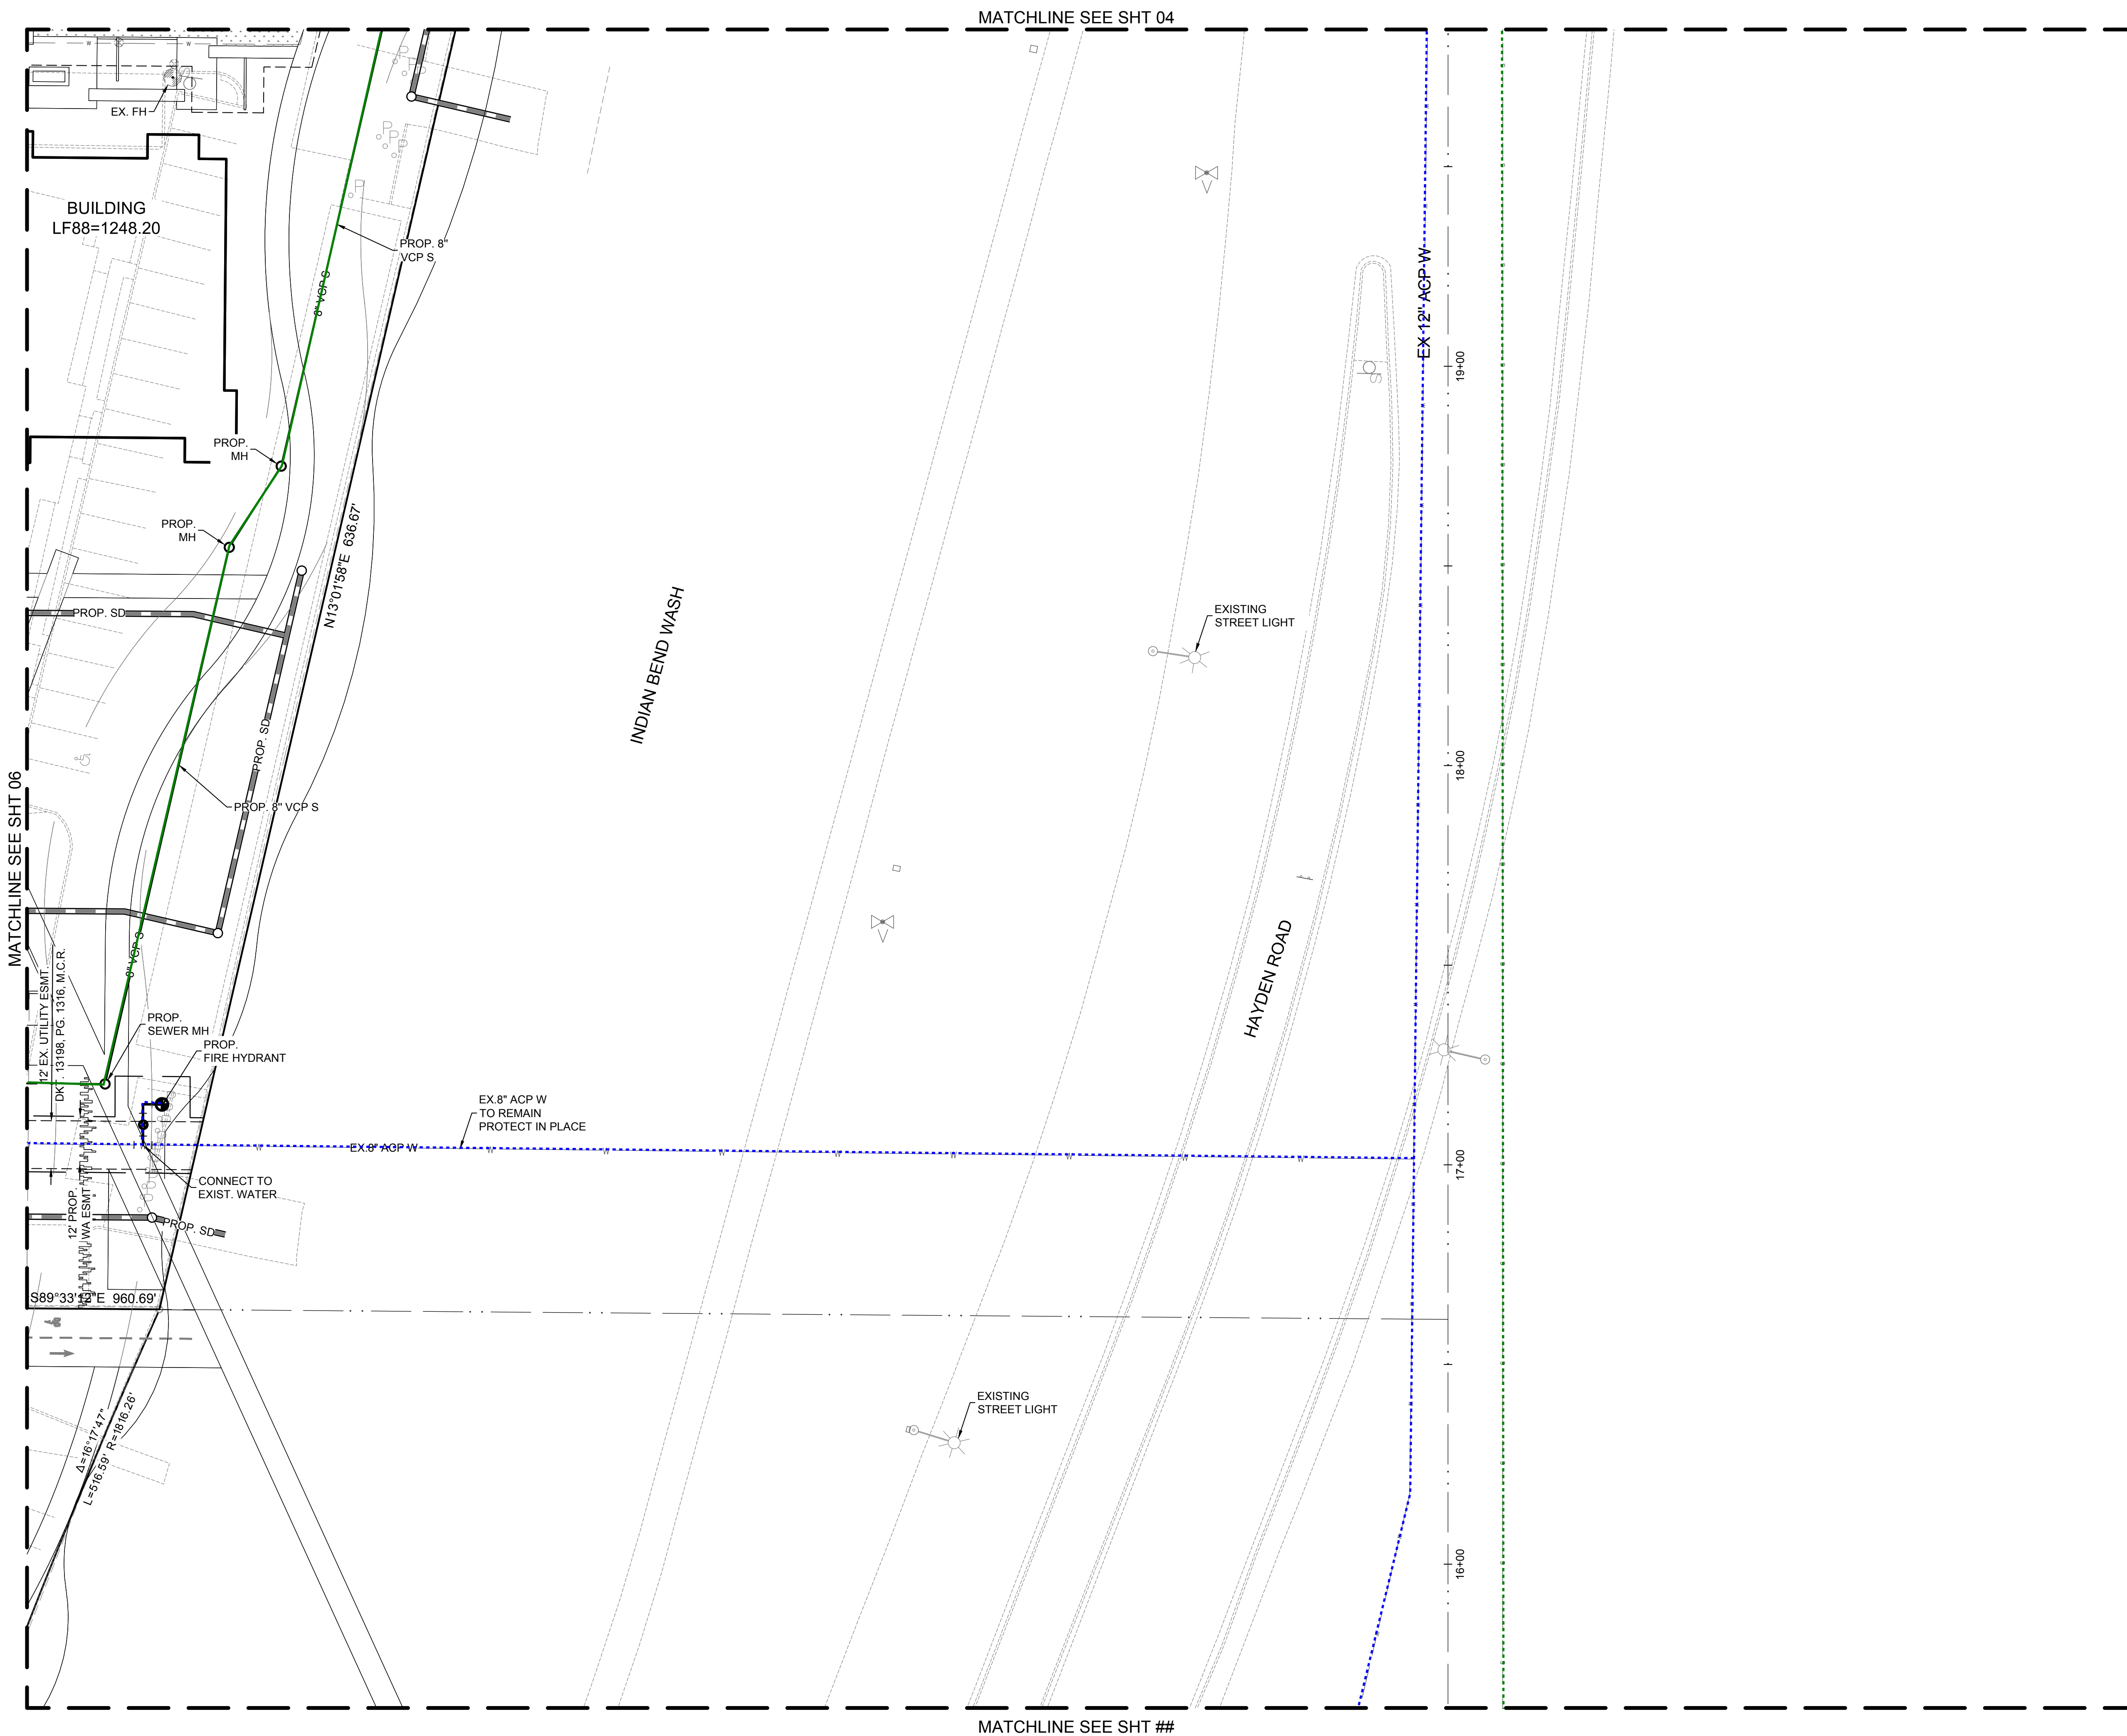 MATCHLINE SEE SHT 04
EX. FH
BUILDING
LF88=1248.20
PROP. 8"
VCP S
8" VCP S
EX 12" ACP W
19+00
PROP.
MH
PROP.
MH
N13°01'58"E 636.67'
PROP. SD
INDIAN BEND WASH
EXISTING
STREET LIGHT
PROP. SD
18+00
PROP. 8" VCP S
MATCHLINE SEE SHT 06
8" VCP S
HAYDEN ROAD
12' EX. UTILITY ESMT.
DKT. 13198, PG. 1316, M.C.R.
PROP.
SEWER MH
PROP.
FIRE HYDRANT
EX.8" ACP W
TO REMAIN
PROTECT IN PLACE
EX.8" ACP W
17+00
CONNECT TO
EXIST. WATER
12' PROP.
WA ESMT
PROP. SD
S89°33'12"E 960.69'
Δ=16°17'47"
L=516.59' R=1816.26'
EXISTING
STREET LIGHT
16+00
MATCHLINE SEE SHT ##